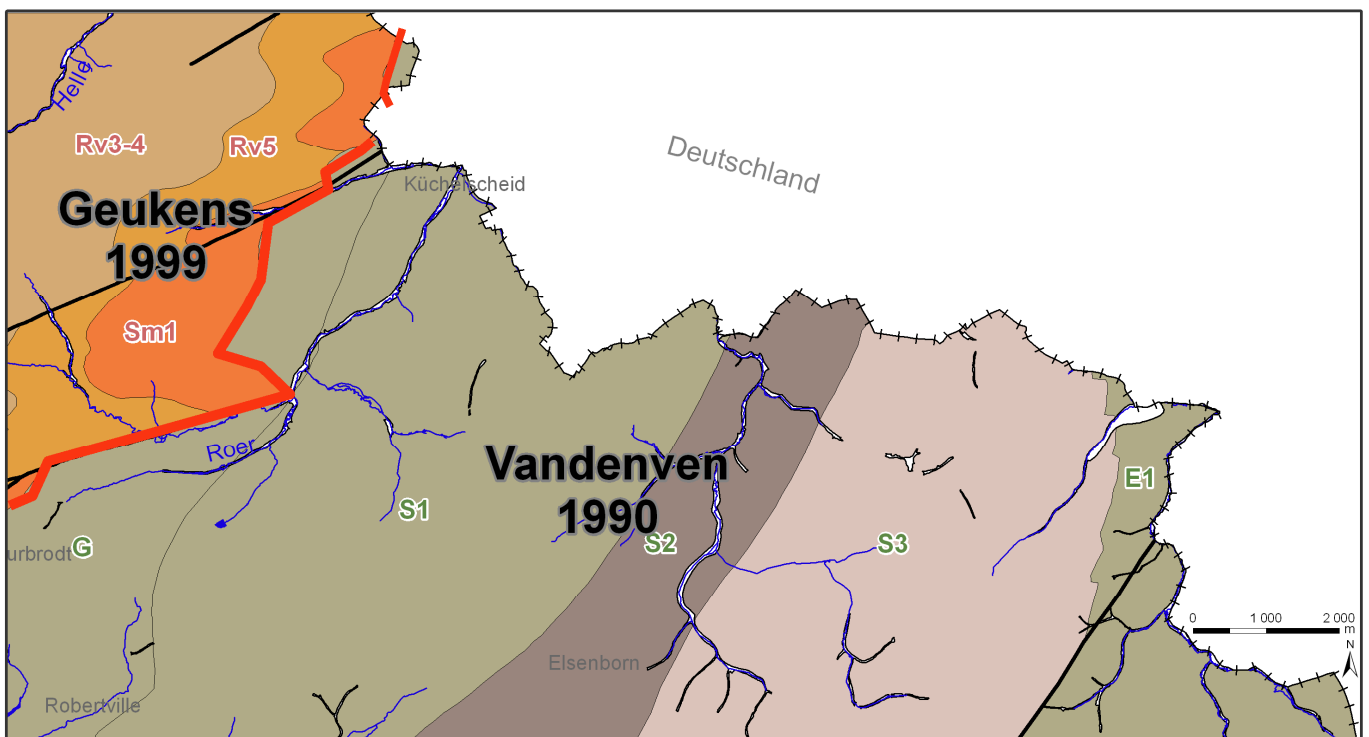 Helle
Rv3-4
Rv5
Deutschland
Küchelscheid
Geukens
1999
Sm1
Roer
Vandenven
1990
S1
S2
S3
E1
urbrodt
G
Elsenborn
Robertville
0 1 000 2 000
m
N